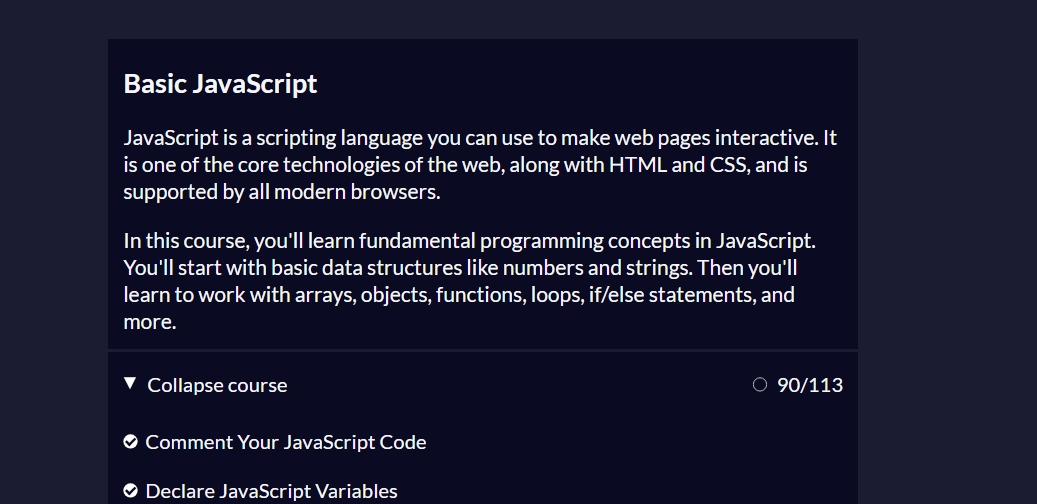 Basic JavaScript
JavaScript is a scripting language you can use to make web pages interactive. It
is one of the core technologies of the web, along with HTML and CSS, and is
supported by all modern browsers.
In this course, you'll learn fundamental programming concepts in JavaScript.
You'll start with basic data structures like numbers and strings. Then you'll
learn to work with arrays, objects, functions, loops, if/else statements, and
more.
Collapse course 90/113
Comment Your JavaScript Code
Declare JavaScript Variables